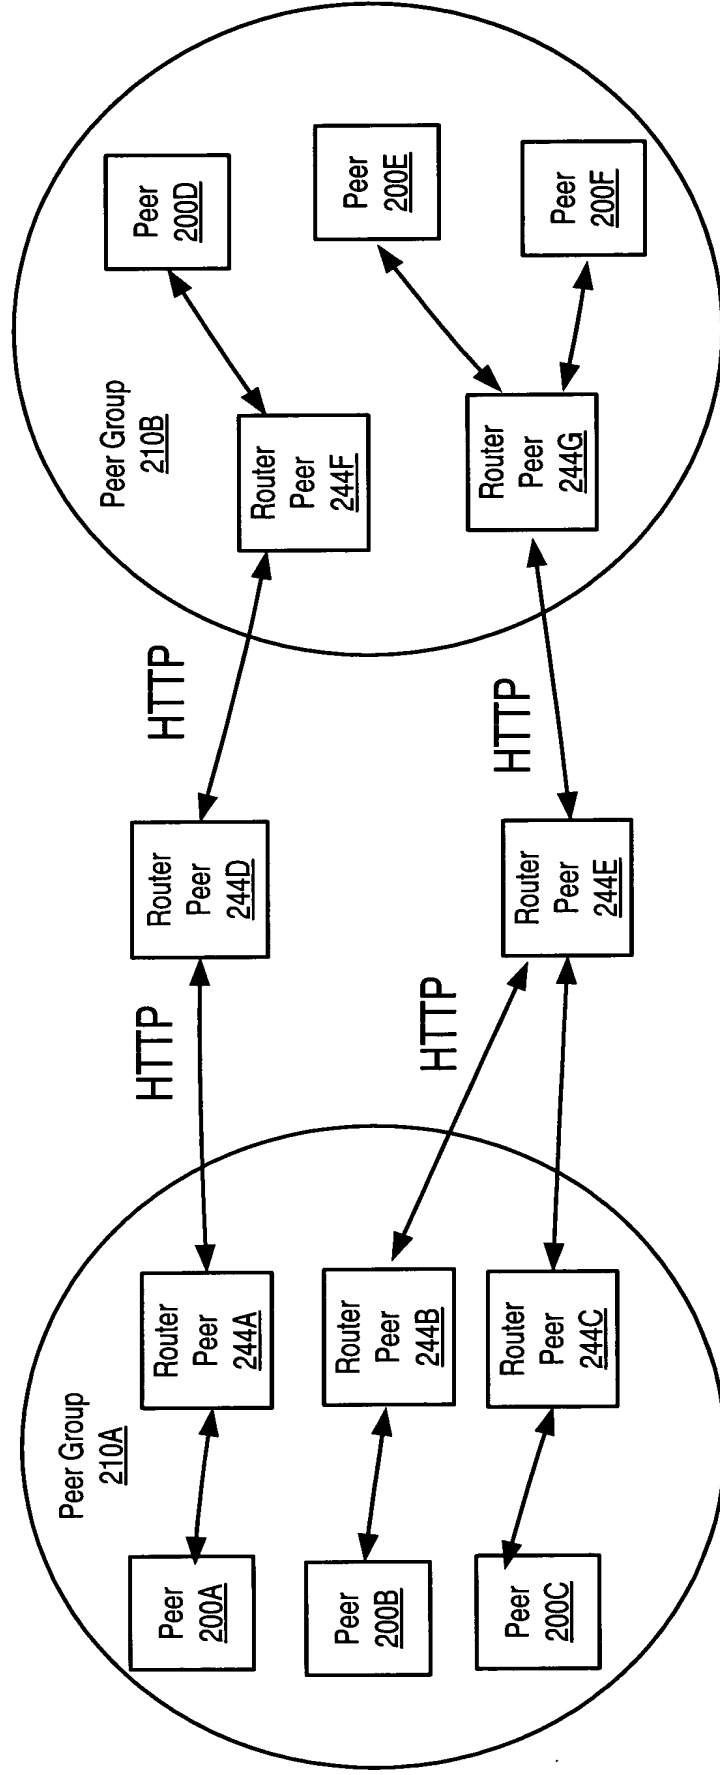 Peer Group
210A
Peer
200A
Router
Peer
244A
HTTP
Router
Peer
244D
HTTP
Peer Group
210B
Router
Peer
244F
Peer
200D
Peer
200B
Router
Peer
244B
HTTP
Peer
200C
Router
Peer
244C
Router
Peer
244E
HTTP
Router
Peer
244G
Peer
200E
Peer
200F